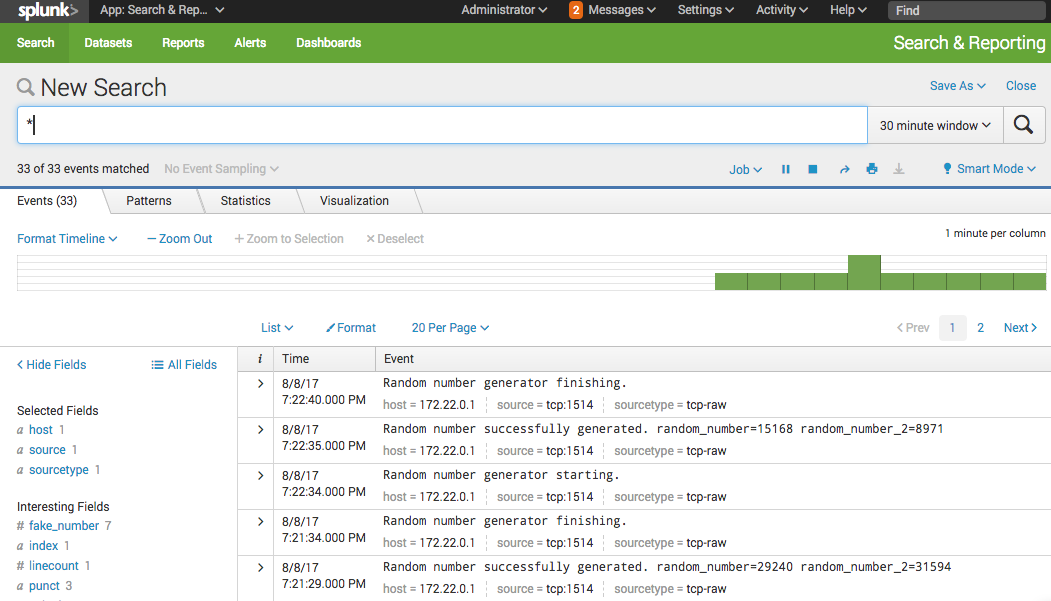 splunk> App: Search & Rep... Administrator 2 Messages Settings Activity Help Find
Search Datasets Reports Alerts Dashboards Search & Reporting
New Search Save As Close
* 30 minute window
33 of 33 events matched No Event Sampling Job Smart Mode
Events (33) Patterns Statistics Visualization
Format Timeline — Zoom Out + Zoom to Selection × Deselect 1 minute per column
List Format 20 Per Page < Prev 1 2 Next >
< Hide Fields All Fields
Selected Fields
a host 1
a source 1
a sourcetype 1
Interesting Fields
# fake_number 7
a index 1
# linecount 1
a punct 3
i Time Event
> 8/8/17 Random number generator finishing.
7:22:40.000 PM host = 172.22.0.1 source = tcp:1514 sourcetype = tcp-raw
> 8/8/17 Random number successfully generated. random_number=15168 random_number_2=8971
7:22:35.000 PM host = 172.22.0.1 source = tcp:1514 sourcetype = tcp-raw
> 8/8/17 Random number generator starting.
7:22:34.000 PM host = 172.22.0.1 source = tcp:1514 sourcetype = tcp-raw
> 8/8/17 Random number generator finishing.
7:21:34.000 PM host = 172.22.0.1 source = tcp:1514 sourcetype = tcp-raw
> 8/8/17 Random number successfully generated. random_number=29240 random_number_2=31594
7:21:29.000 PM host = 172.22.0.1 source = tcp:1514 sourcetype = tcp-raw